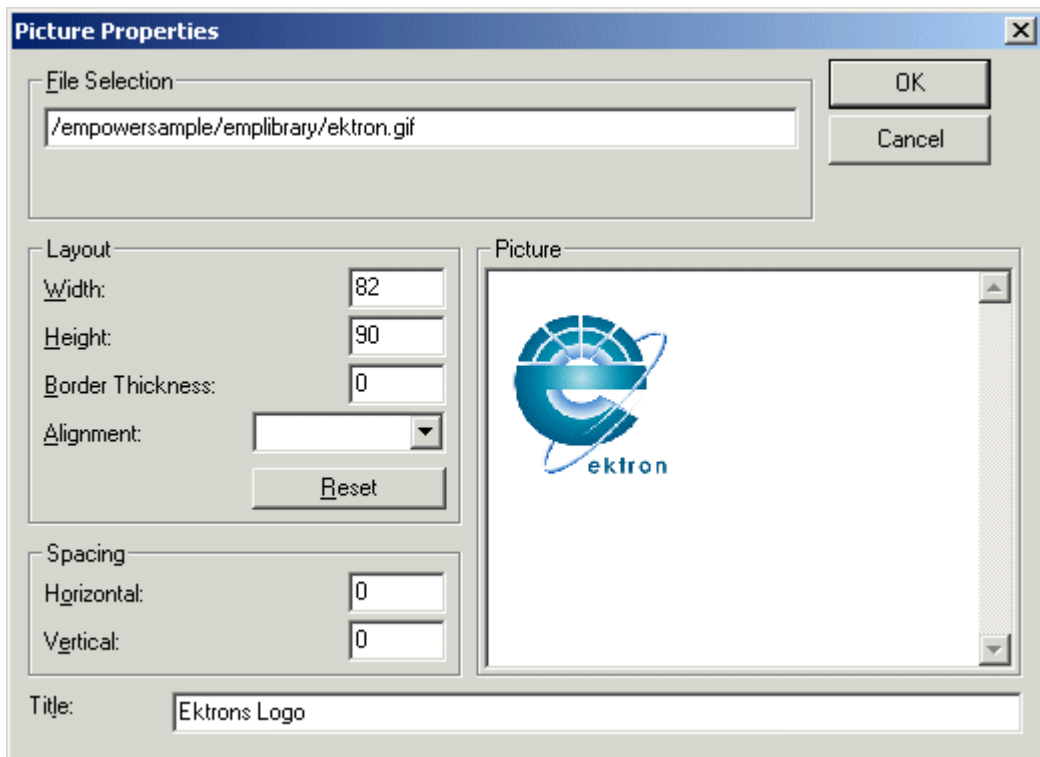 Picture Properties
File Selection
OK
/empowersample/emplibrary/ektron.gif
Cancel
Layout
Picture
Width: 82
Height: 90
Border Thickness: 0
Alignment:
ektron
Reset
Spacing
Horizontal: 0
Vertical: 0
Title: Ektrons Logo